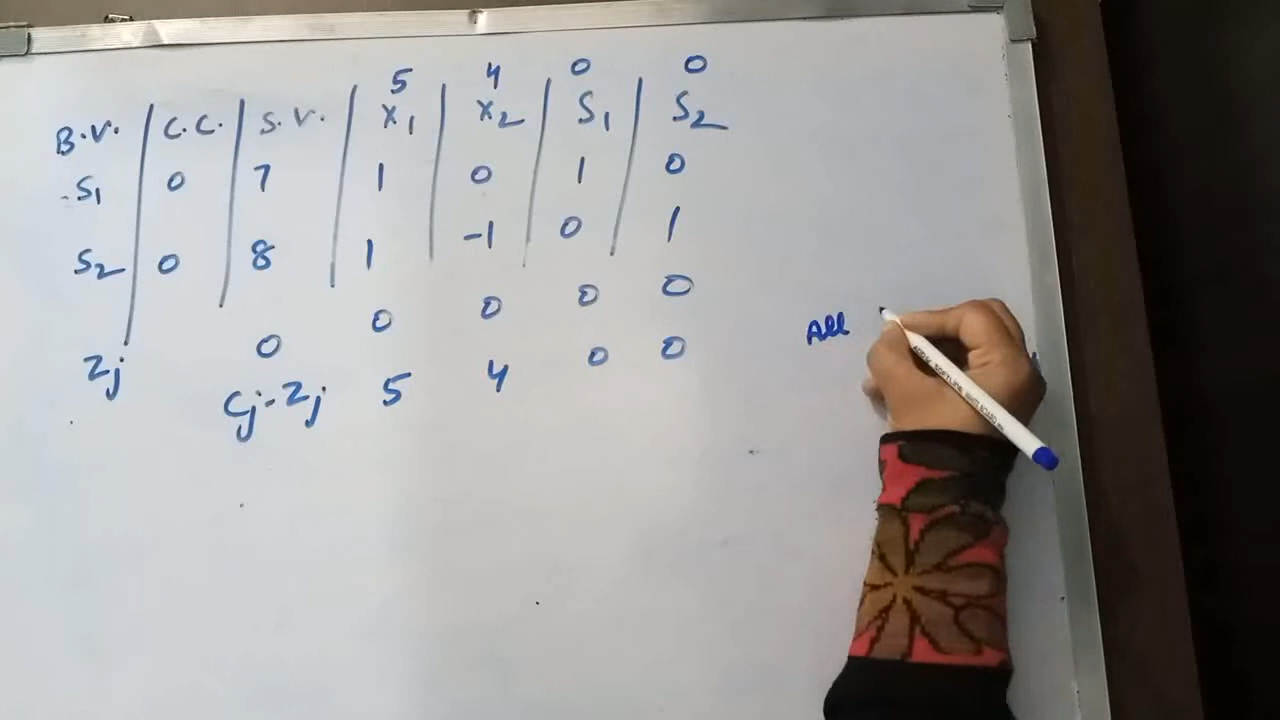 5 4 0 0
B.V. C.C. S.V. X1 X2 S1 S2
S1 0 7 1 0 1 0
S2 0 8 1 -1 0 1
Zj 0 0 0 0 0
Cj-Zj 5 4 0 0
All